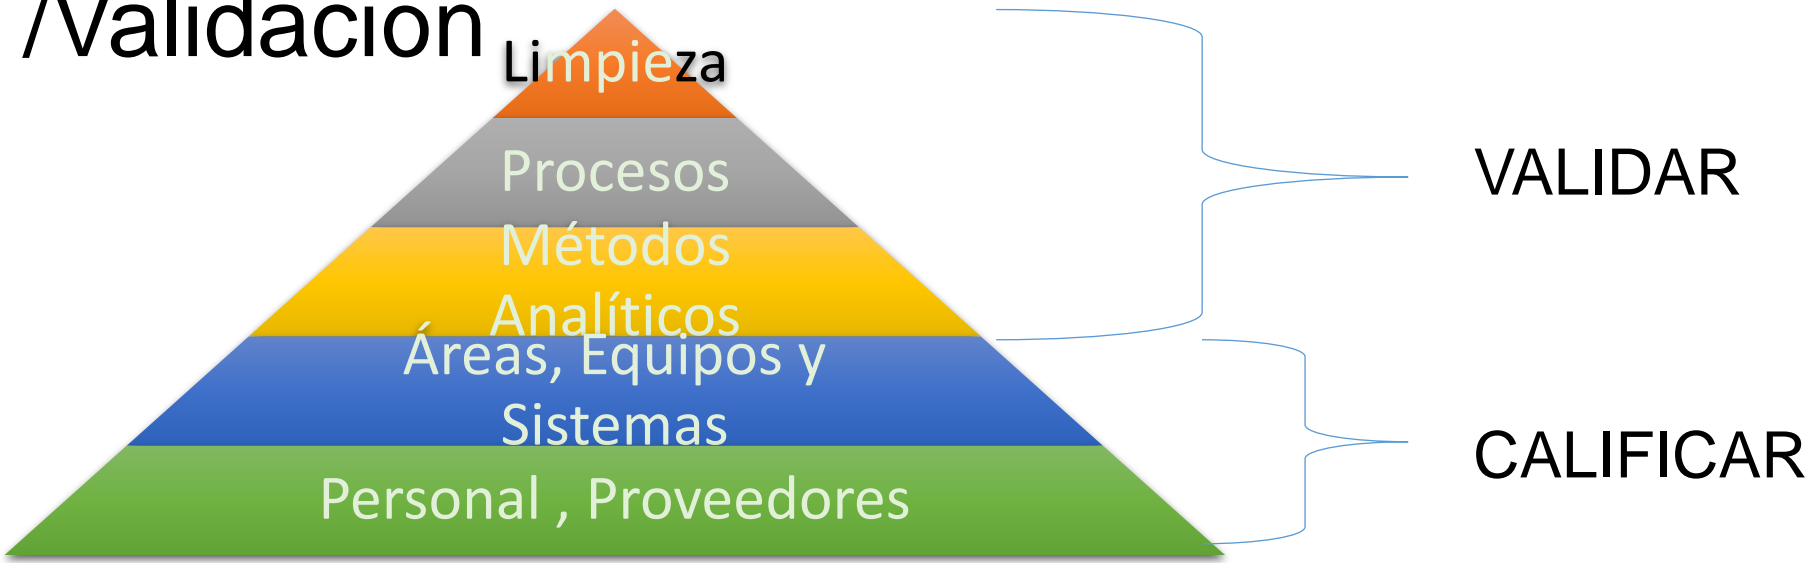 /Validación
Limpieza
Procesos
Métodos
Analíticos
Áreas, Equipos y
Sistemas
Personal , Proveedores
VALIDAR
CALIFICAR